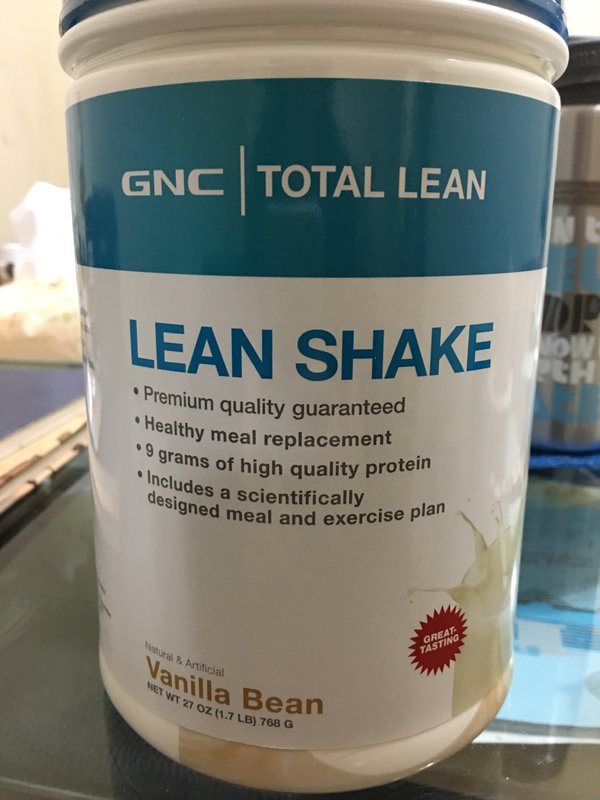 GNC | TOTAL LEAN
LEAN SHAKE
• Premium quality guaranteed
• Healthy meal replacement
• 9 grams of high quality protein
• Includes a scientifically
designed meal and exercise plan
GREAT-
TASTING
Natural & Artificial
Vanilla Bean
NET WT 27 OZ (1.7 LB) 768 G